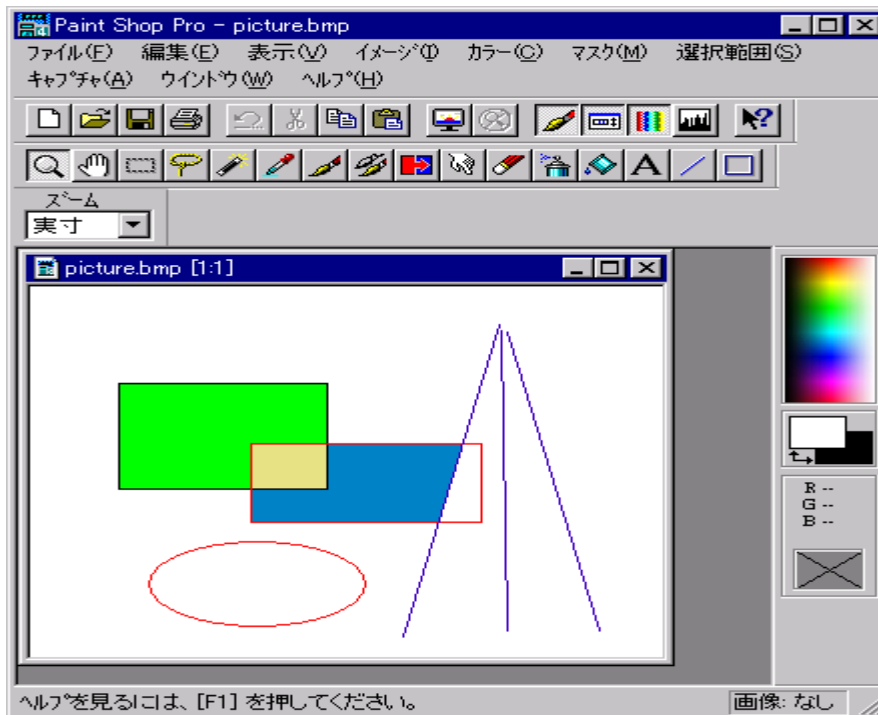 Paint Shop Pro - picture.bmp
ファイル(F) 編集(E) 表示(V) イメージ(I) カラー(C) マスク(M) 選択範囲(S)
キャプチャ(A) ウインドウ(W) ヘルプ(H)
A
ズーム
実寸
picture.bmp [1:1]
R --
G --
B --
ヘルプを見るには、[F1] を押してください。
画像: なし